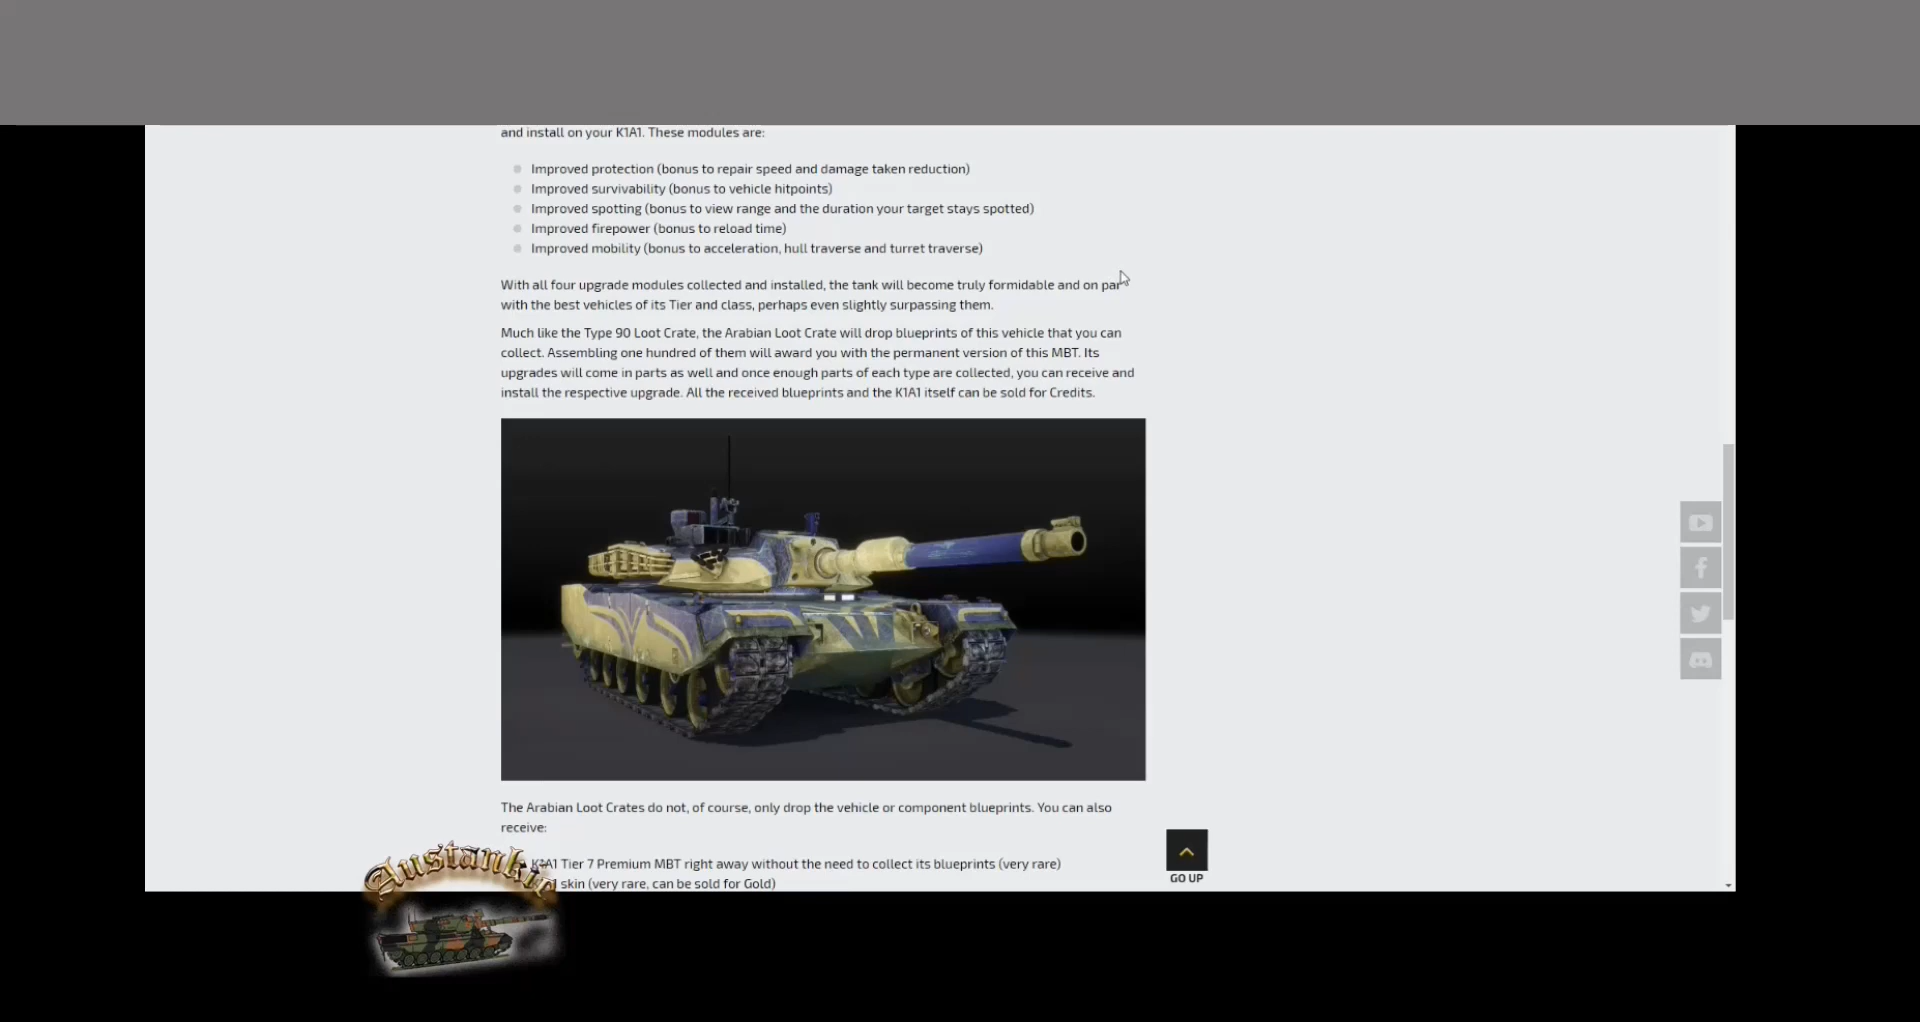 and install on your K1A1. These modules are:
Improved protection (bonus to repair speed and damage taken reduction)
Improved survivability (bonus to vehicle hitpoints)
Improved spotting (bonus to view range and the duration your target stays spotted)
Improved firepower (bonus to reload time)
Improved mobility (bonus to acceleration, hull traverse and turret traverse)
With all four upgrade modules collected and installed, the tank will become truly formidable and on par
with the best vehicles of its Tier and class, perhaps even slightly surpassing them.
Much like the Type 90 Loot Crate, the Arabian Loot Crate will drop blueprints of this vehicle that you can
collect. Assembling one hundred of them will award you with the permanent version of this MBT. Its
upgrades will come in parts as well and once enough parts of each type are collected, you can receive and
install the respective upgrade. All the received blueprints and the K1A1 itself can be sold for Credits.
The Arabian Loot Crates do not, of course, only drop the vehicle or component blueprints. You can also
receive:
K1A1 Tier 7 Premium MBT right away without the need to collect its blueprints (very rare)
skin (very rare, can be sold for Gold)
GO UP